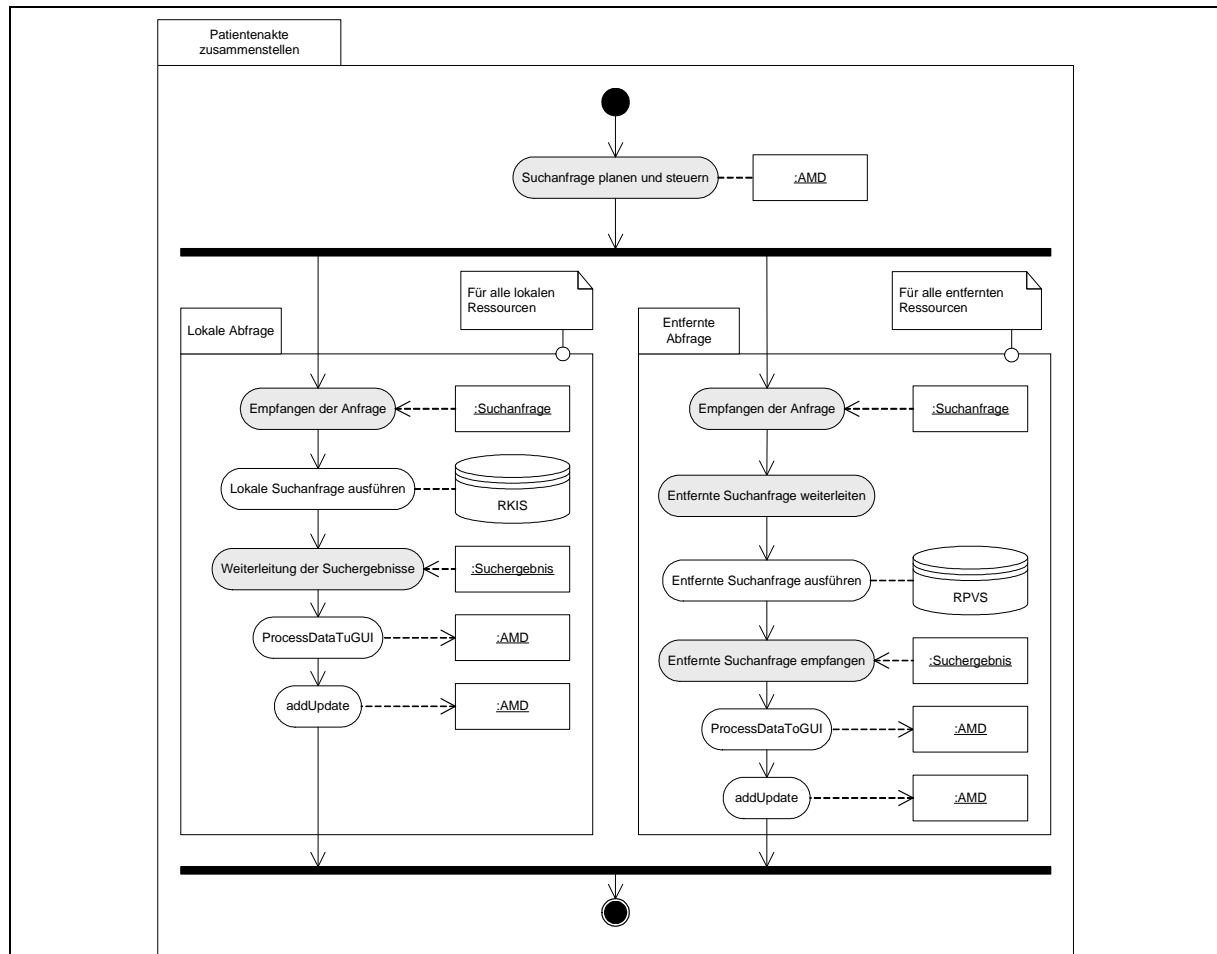 Patientenakte
zusammenstellen
Suchanfrage planen und steuern
:AMD
Für alle lokalen
Ressourcen
Lokale Abfrage
Empfangen der Anfrage
:Suchanfrage
Lokale Suchanfrage ausführen
RKIS
Weiterleitung der Suchergebnisse
:Suchergebnis
ProcessDataTuGUI
:AMD
addUpdate
:AMD
Für alle entfernten
Ressourcen
Entfernte
Abfrage
Empfangen der Anfrage
:Suchanfrage
Entfernte Suchanfrage weiterleiten
Entfernte Suchanfrage ausführen
RPVS
Entfernte Suchanfrage empfangen
:Suchergebnis
ProcessDataToGUI
:AMD
addUpdate
:AMD